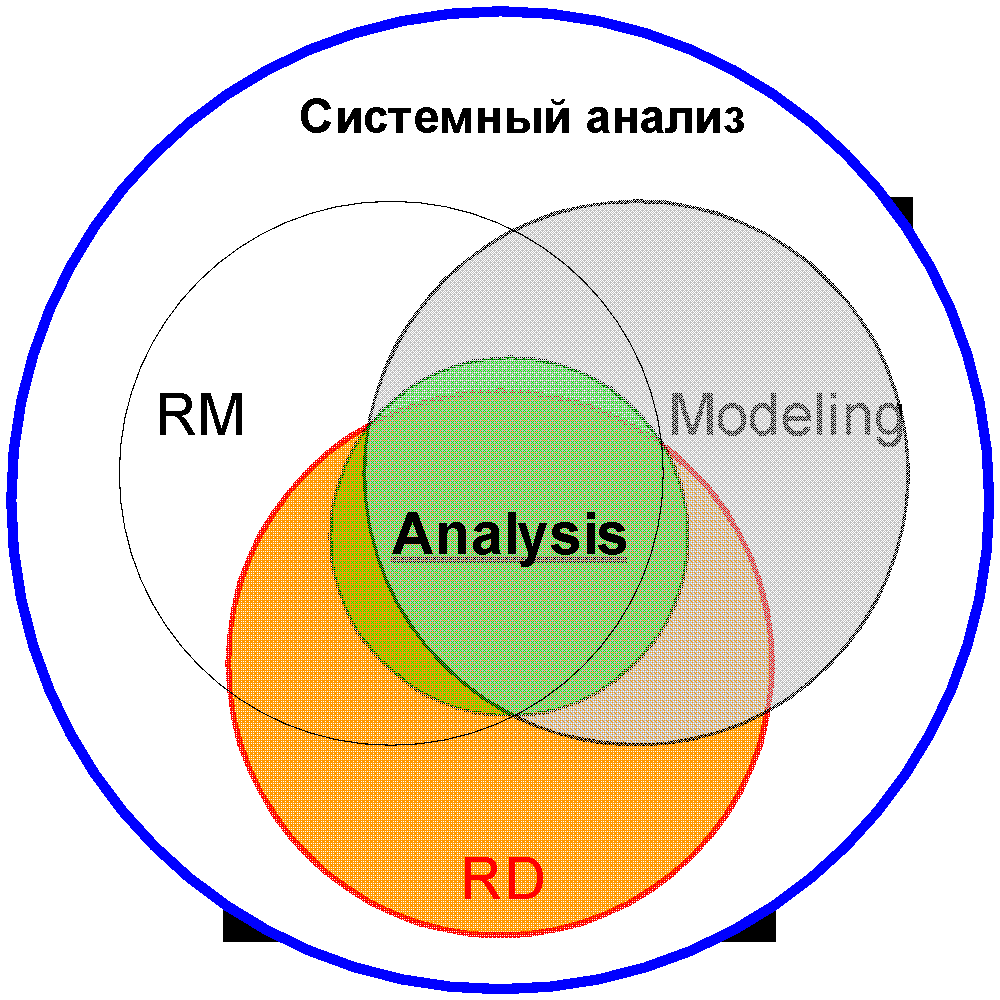 Системный анализ
RM
Modeling
Analysis
RD